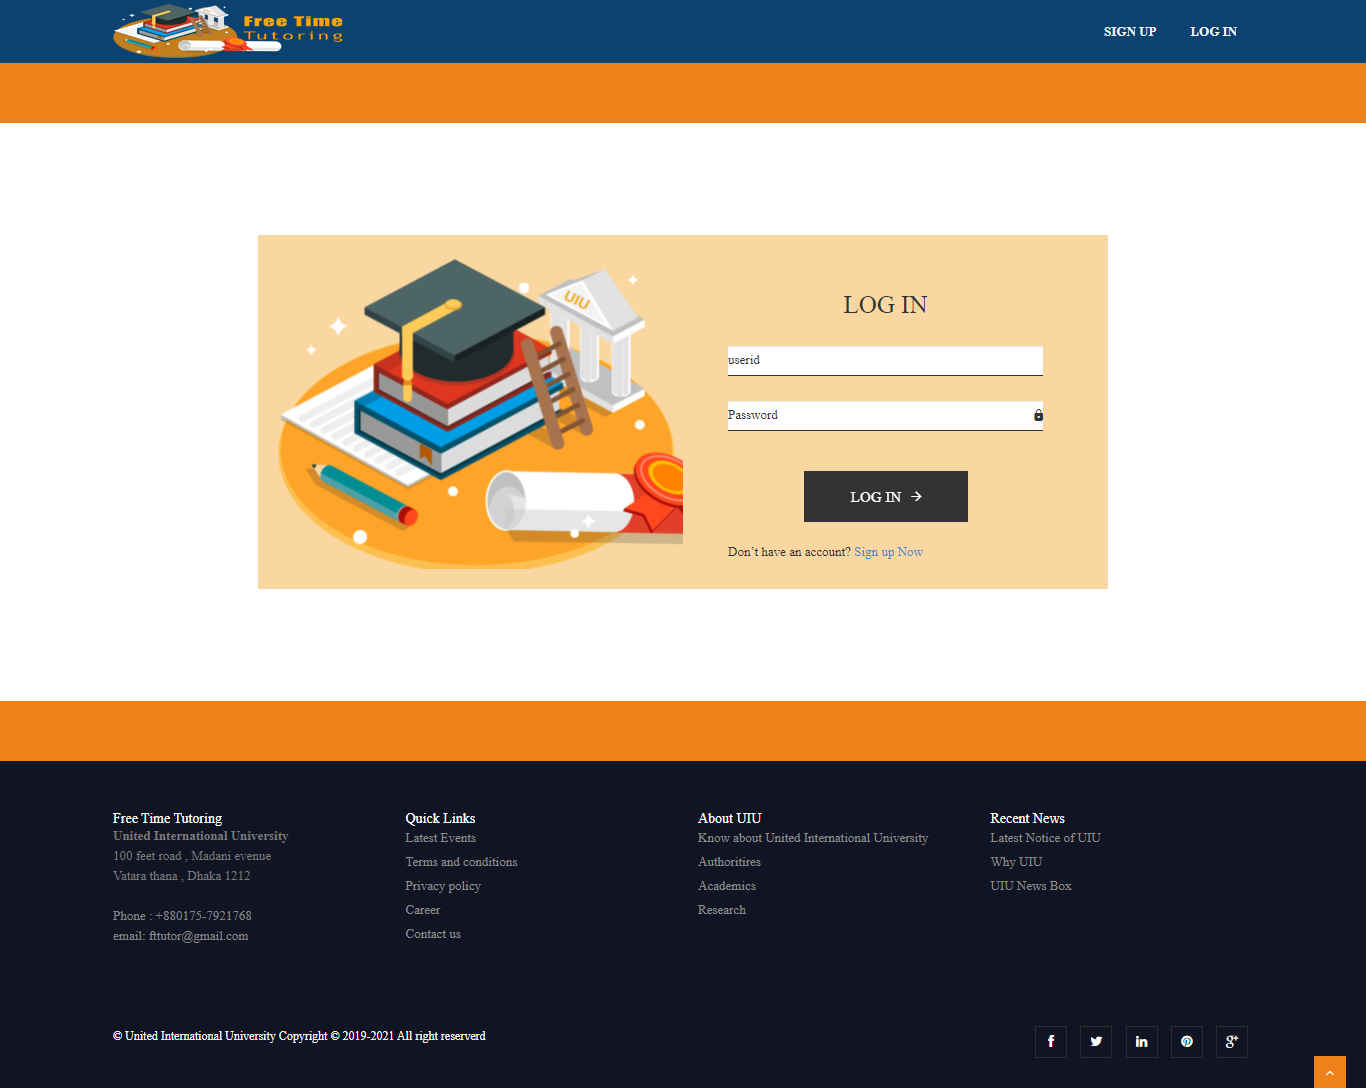 Free Time
Tutoring
SIGN UP
LOG IN
UIU
LOG IN
userid
Password
LOG IN
Don't have an account? Sign up Now
Free Time Tutoring
United International University
100 feet road , Madani evenue
Vatara thana , Dhaka 1212
Phone : +880175-7921768
email: fttutor@gmail.com
Quick Links
Latest Events
Terms and conditions
Privacy policy
Career
Contact us
About UIU
Know about United International University
Authoritires
Academics
Research
Recent News
Latest Notice of UIU
Why UIU
UIU News Box
© United International University Copyright © 2019-2021 All right reserverd